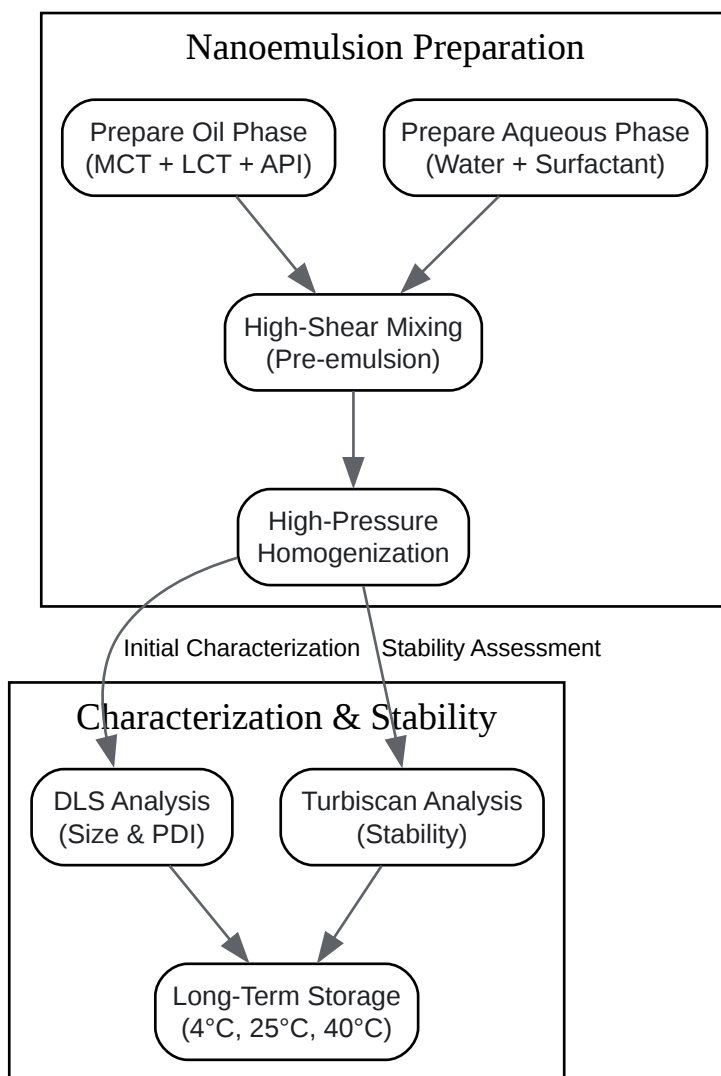 Nanoemulsion Preparation
Prepare Oil Phase
(MCT + LCT + API)
Prepare Aqueous Phase
(Water + Surfactant)
High-Shear Mixing
(Pre-emulsion)
High-Pressure
Homogenization
Initial Characterization
Stability Assessment
Characterization & Stability
DLS Analysis
(Size & PDI)
Turbiscan Analysis
(Stability)
Long-Term Storage
(4°C, 25°C, 40°C)